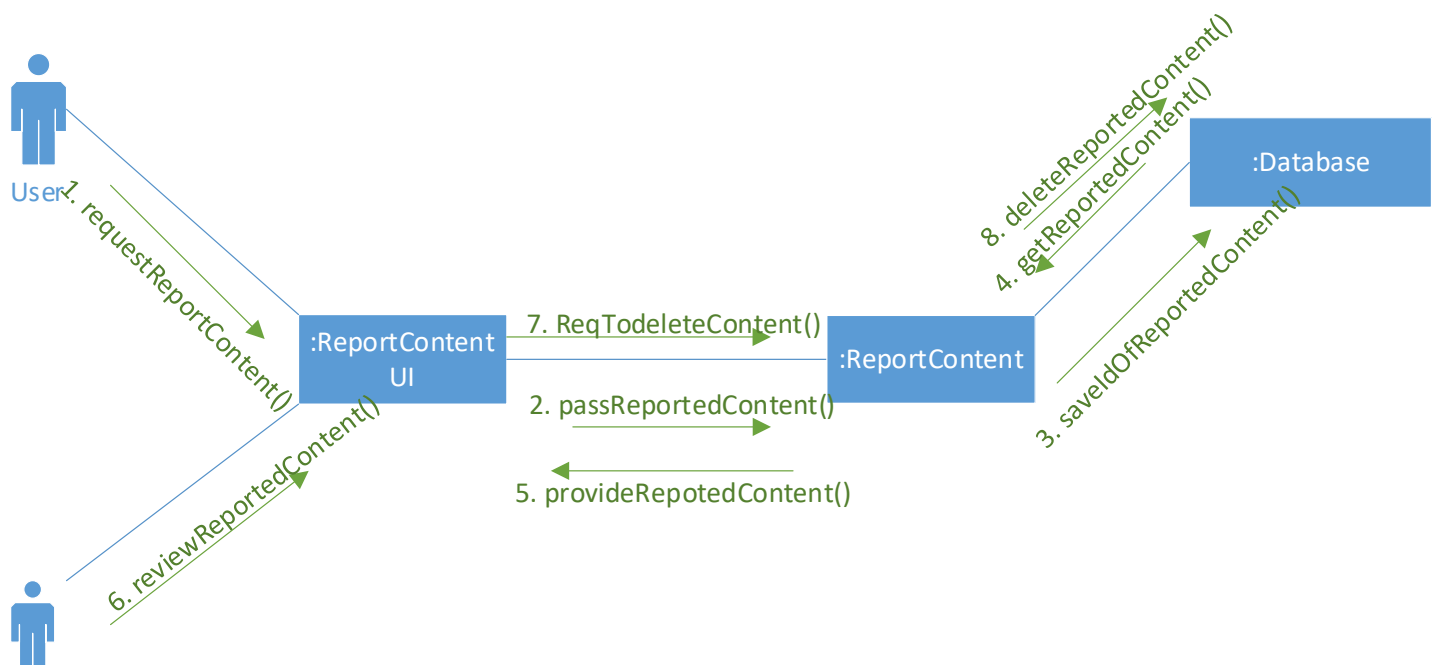 User
1. requestReportContent()
:ReportContent
UI
6. reviewReportedContent()
7. ReqTodeleteContent()
2. passReportedContent()
5. provideRepotedContent()
:ReportContent
8. deleteReportedContent()
4. getReportedContent()
3. saveIdOfReportedContent()
:Database